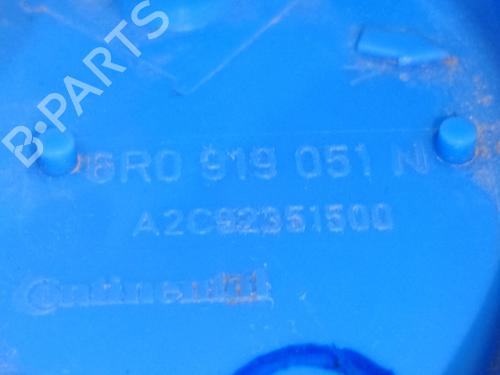 B-PARTS
6R0 919 051 N
A2C92351500
Continental